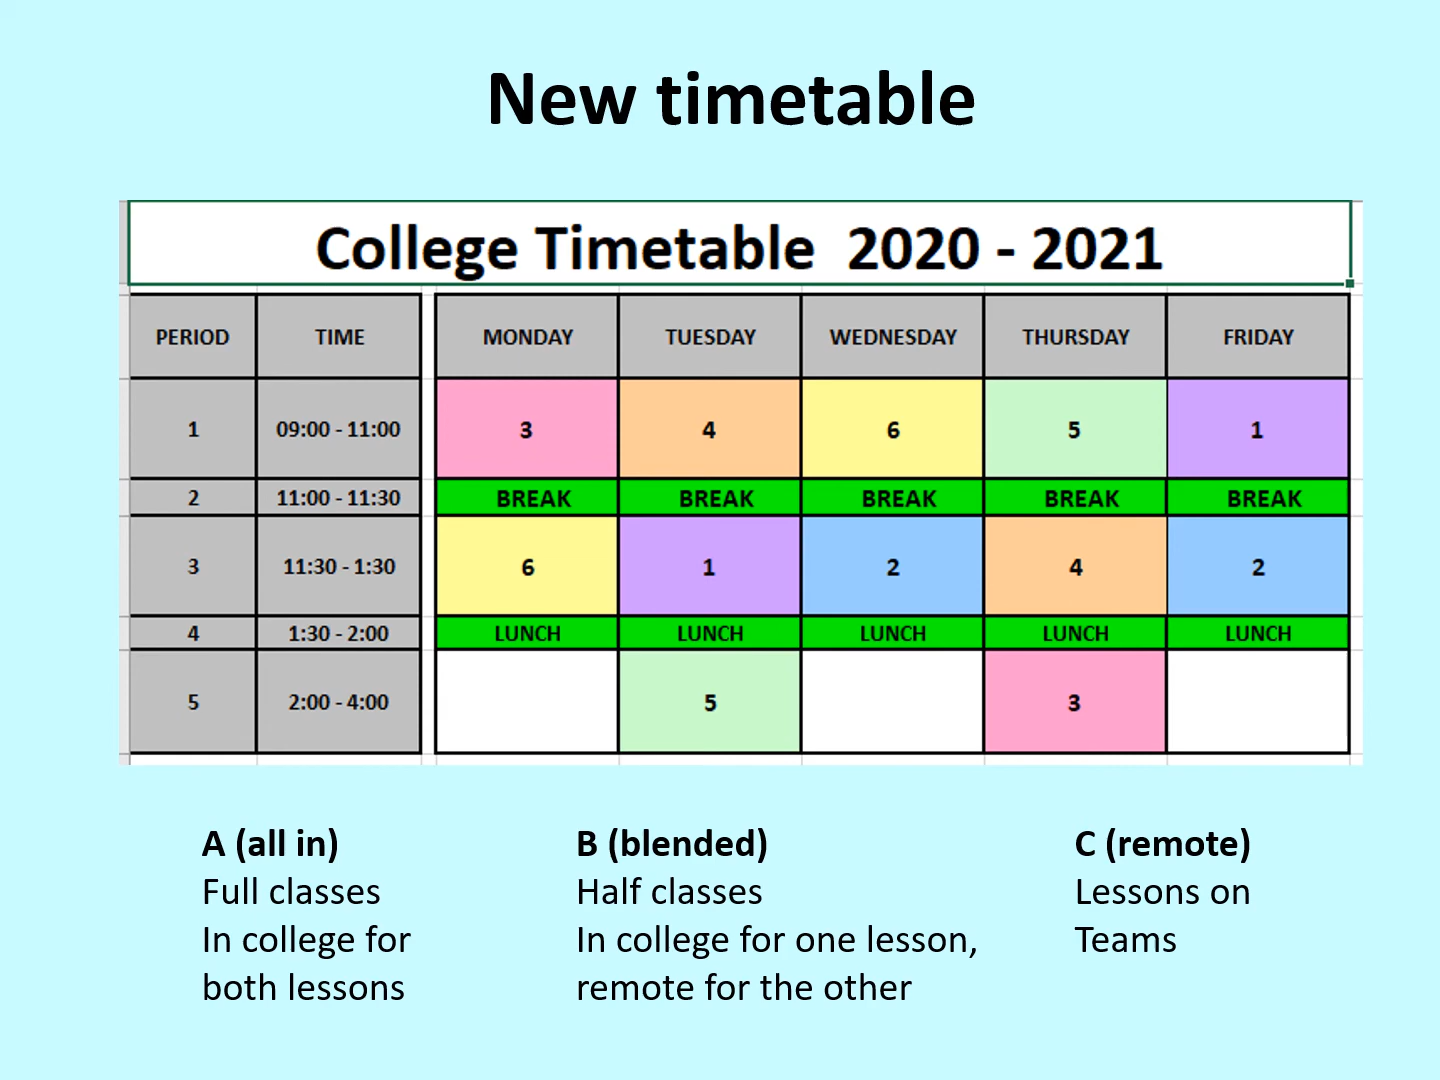 New timetable
College Timetable 2020 - 2021
PERIOD TIME MONDAY TUESDAY WEDNESDAY THURSDAY FRIDAY
1 09:00 - 11:00 3 4 6 5 1
2 11:00 - 11:30 BREAK BREAK BREAK BREAK BREAK
3 11:30 - 1:30 6 1 2 4 2
4 1:30 - 2:00 LUNCH LUNCH LUNCH LUNCH LUNCH
5 2:00 - 4:00 5 3
A (all in)
Full classes
In college for
both lessons
B (blended)
Half classes
In college for one lesson,
remote for the other
C (remote)
Lessons on
Teams